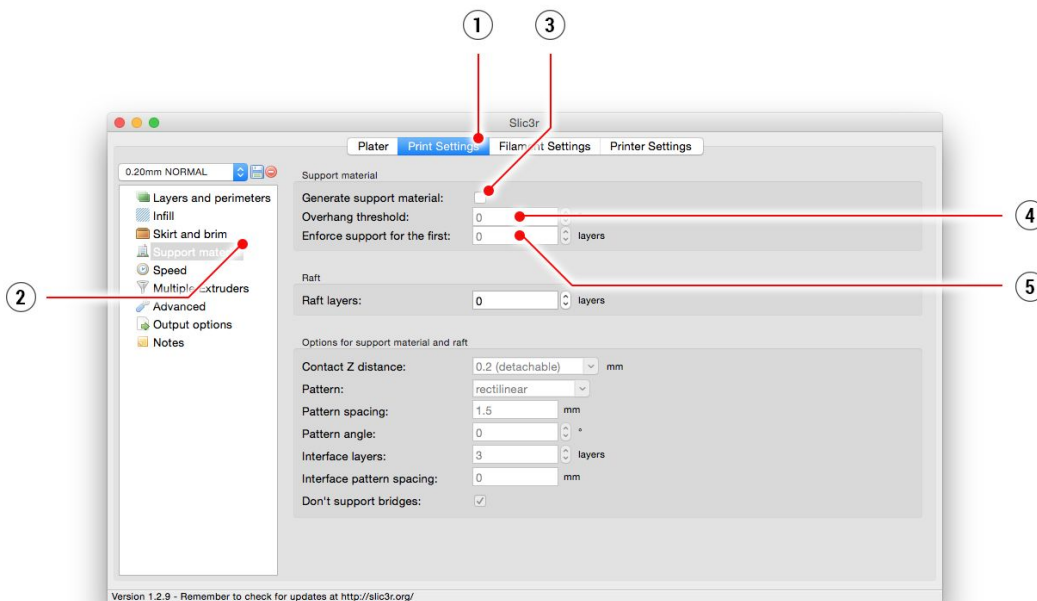 1 3
Slic3r
Plater Print Settings Filament Settings Printer Settings
0.20mm NORMAL
Layers and perimeters
Infill
Skirt and brim
Support material
Speed
Multiple Extruders
Advanced
Output options
Notes
2
Support material
Generate support material:
Overhang threshold: 0 °
Enforce support for the first: 0 layers
4
5
Raft
Raft layers: 0 layers
Options for support material and raft
Contact Z distance: 0.2 (detachable) mm
Pattern: rectilinear
Pattern spacing: 1.5 mm
Pattern angle: 0 °
Interface layers: 3 layers
Interface pattern spacing: 0 mm
Don't support bridges:
Version 1.2.9 - Remember to check for updates at http://slic3r.org/